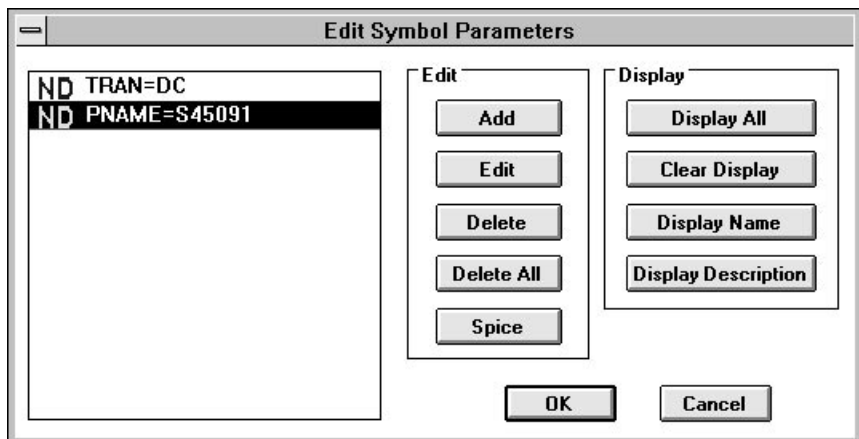 Edit Symbol Parameters
ND TRAN=DC
ND PNAME=S45091
Edit
Add
Edit
Delete
Delete All
Spice
Display
Display All
Clear Display
Display Name
Display Description
OK
Cancel